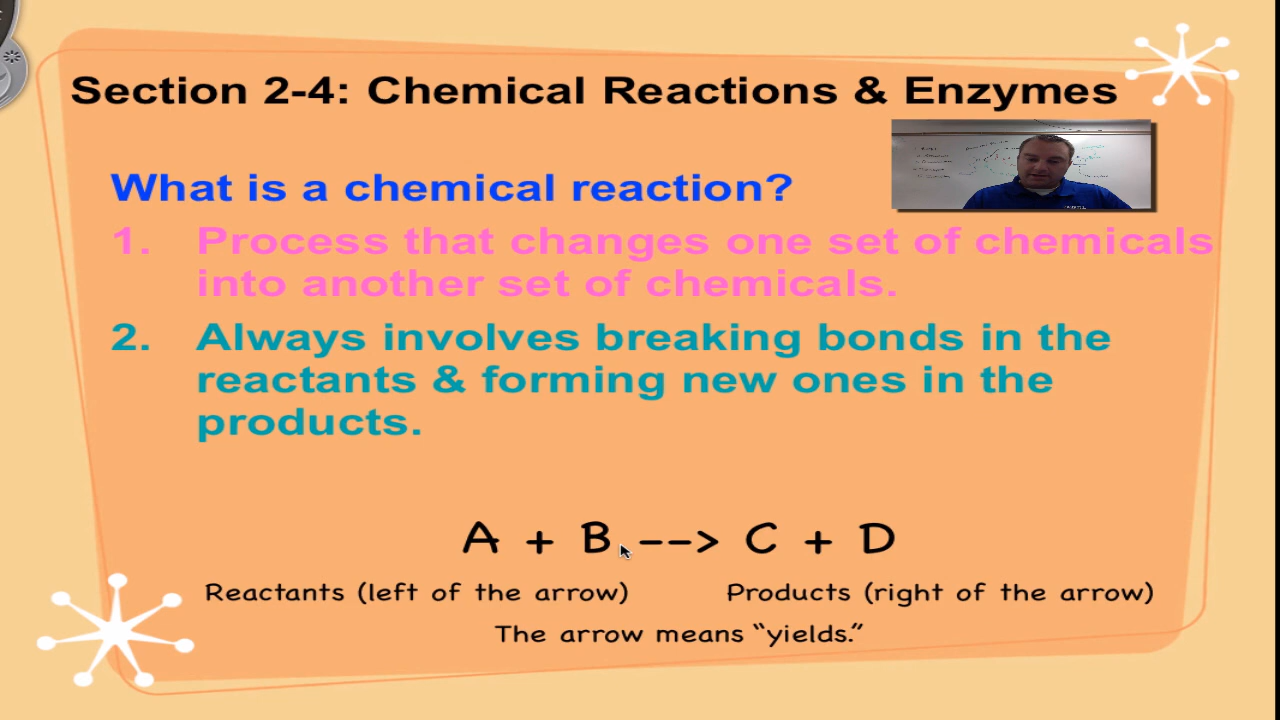 Section 2-4: Chemical Reactions & Enzymes
What is a chemical reaction?
1. Process that changes one set of chemicals
into another set of chemicals.
2. Always involves breaking bonds in the
reactants & forming new ones in the
products.
A + B --> C + D
Reactants (left of the arrow) Products (right of the arrow)
The arrow means “yields.”